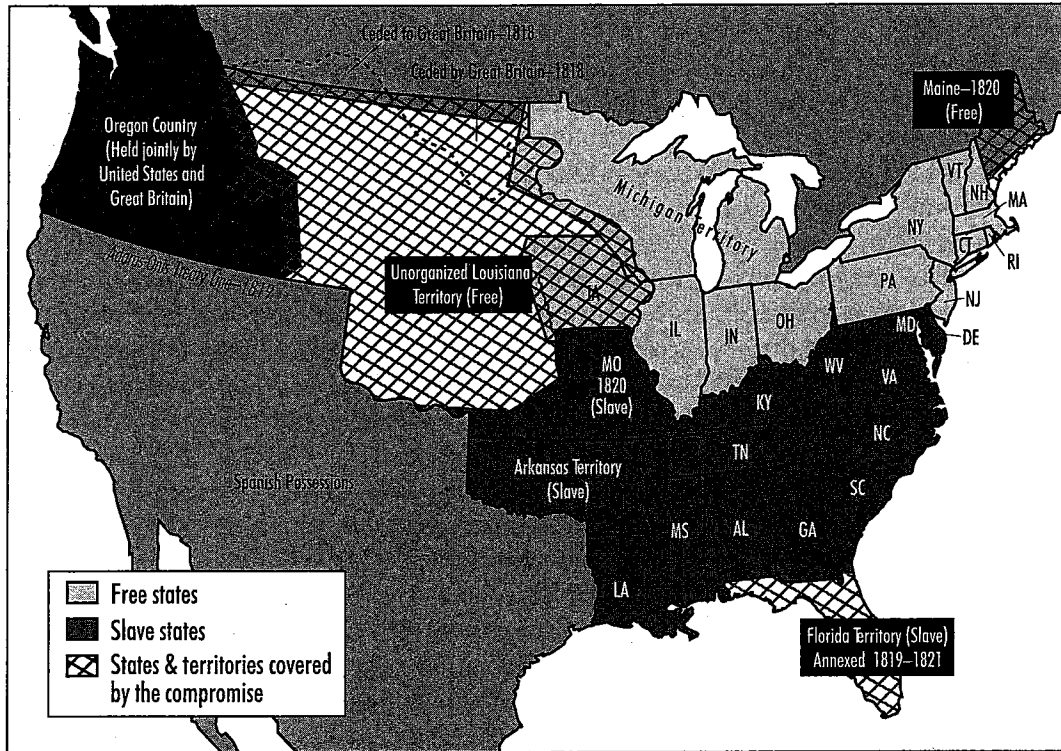 Ceded to Great Britain–1818
Ceded by Great Britain–1818
Maine–1820
(Free)
Oregon Country
(Held jointly by
United States and
Great Britain)
VT
NH
MA
NY
Michigan Territory
CT
RI
Adams-Onis Treaty Line–1819
Unorganized Louisiana
Territory (Free)
IA
PA
NJ
IL
IN
OH
MD
DE
MO
1820
(Slave)
WV
VA
KY
NC
TN
Arkansas Territory
(Slave)
Spanish Possessions
SC
MS
AL
GA
LA
Free states
Slave states
States & territories covered
by the compromise
Florida Territory (Slave)
Annexed 1819–1821